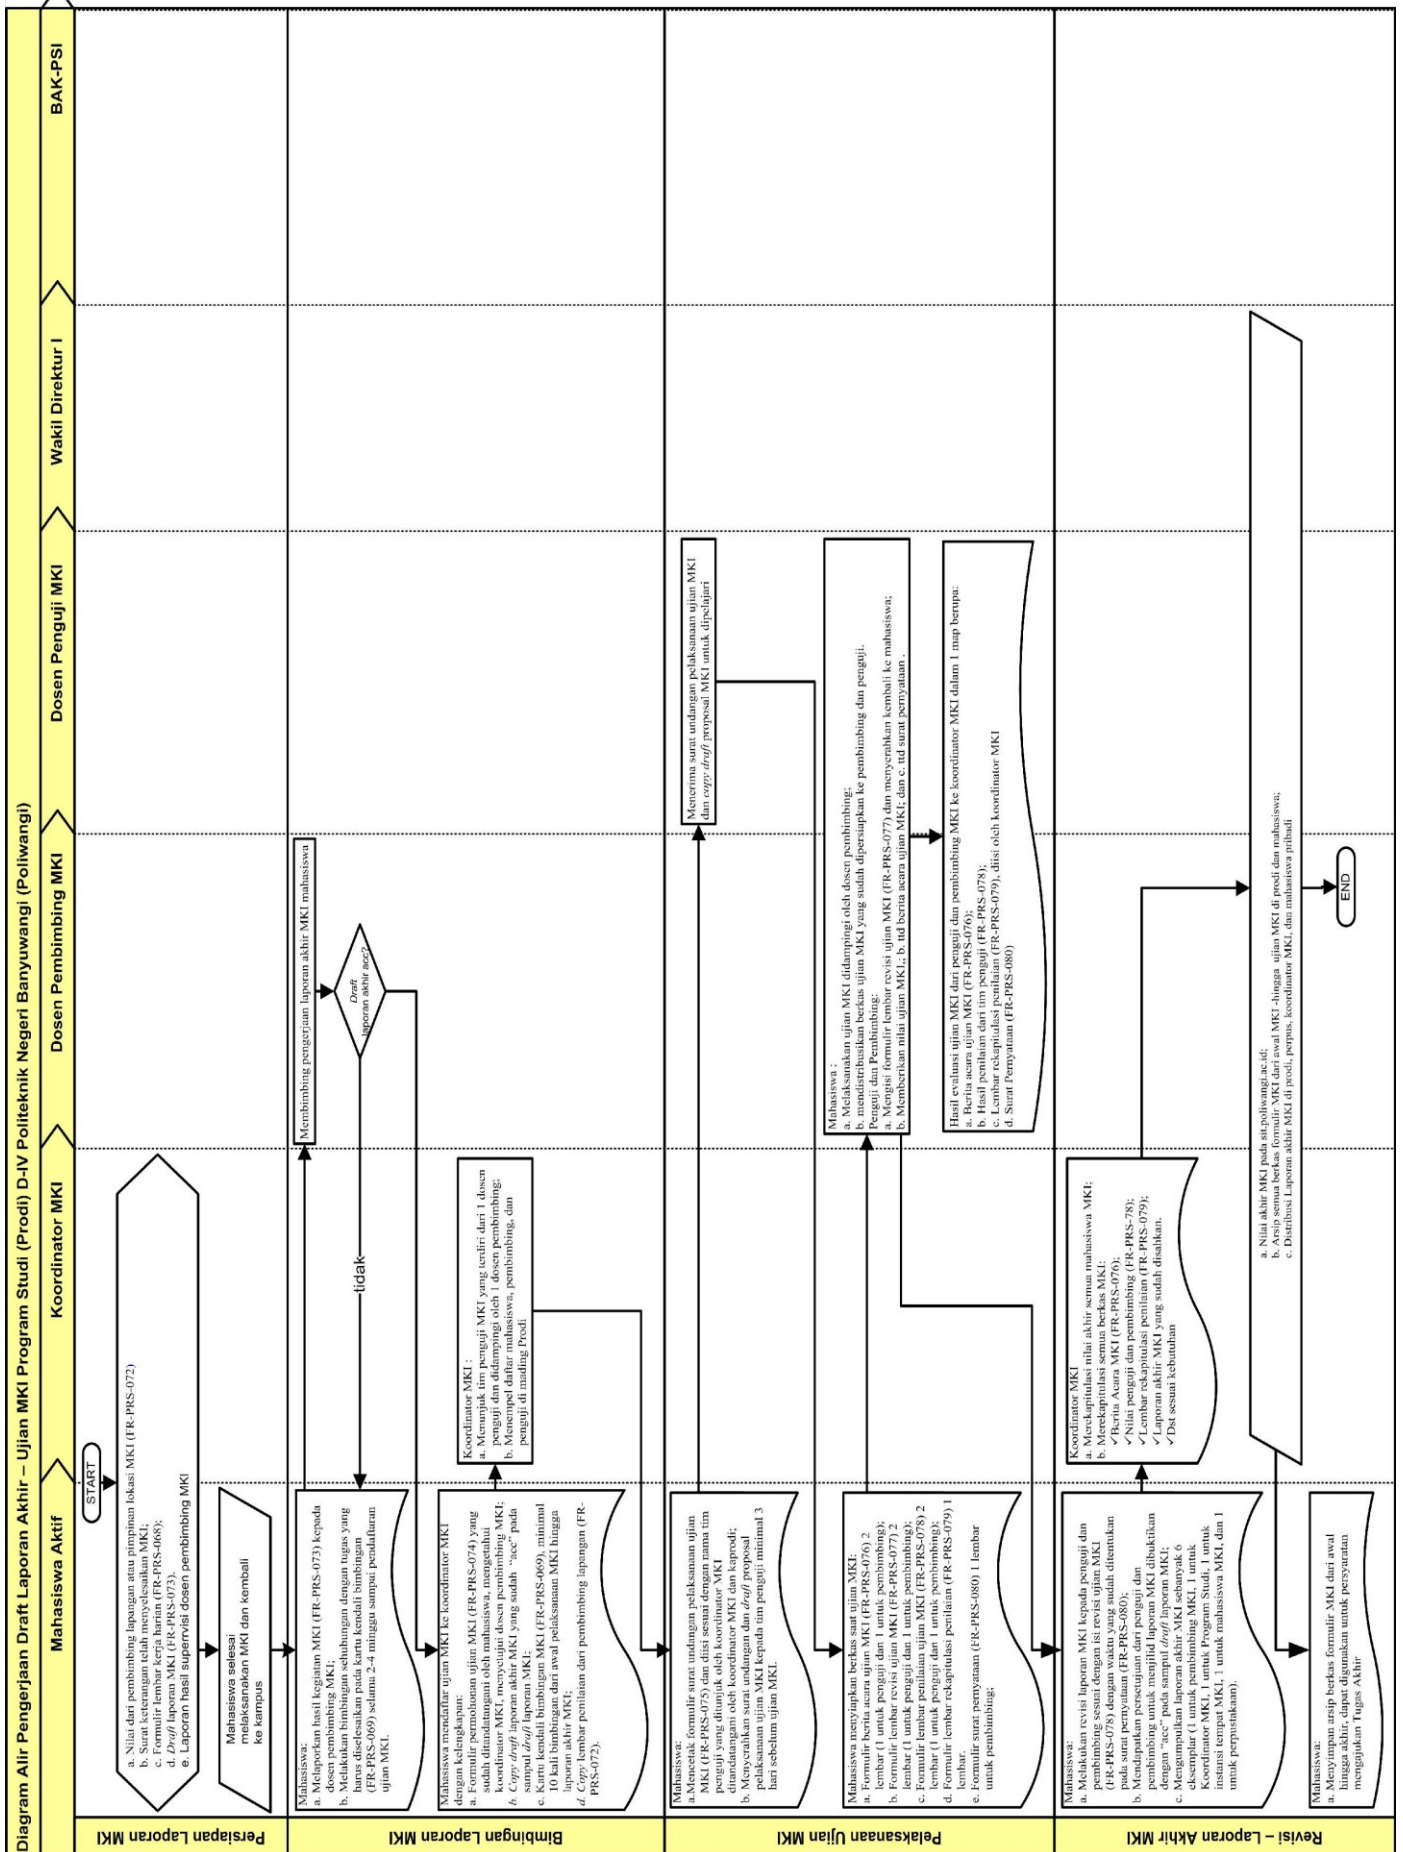 Diagram Alir Pengerjaan Draft Laporan Akhir – Ujian MKI Program Studi (Prodi) D-IV Politeknik Negeri Banyuwangi (Poliwangi)
Mahasiswa Aktif
Koordinator MKI
Dosen Pembimbing MKI
Dosen Penguji MKI
Wakil Direktur I
BAK-PSI
Persiapan Laporan MKI
START
a. Nilai dari pembimbing lapangan atau pimpinan lokasi MKI (FR-PRS-072)
b. Surat keterangan telah menyelesaikan MKI;
c. Formulir lembar kerja harian (FR-PRS-068);
d. Draft laporan MKI (FR-PRS-073).
e. Laporan hasil supervisi dosen pembimbing MKI
Mahasiswa selesai
melaksanakan MKI dan kembali
ke kampus
Bimbingan Laporan MKI
Mahasiswa:
a. Melaporkan hasil kegiatan MKI (FR-PRS-073) kepada
dosen pembimbing MKI;
b. Melakukan bimbingan sehubungan dengan tugas yang
harus diselesaikan pada kartu kendali bimbingan
(FR-PRS-069) selama 2-4 minggu sampai pendaftaran
ujian MKI.
Membimbing pengerjaan laporan akhir MKI mahasiswa
Draft
laporan akhir acc?
tidak
Mahasiswa mendaftar ujian MKI ke koordinator MKI
dengan kelengkapan:
a. Formulir permohonan ujian MKI (FR-PRS-074) yang
sudah ditandatangani oleh mahasiswa, mengetahui
koordinator MKI, menyetujui dosen pembimbing MKI;
b. Copy draft laporan akhir MKI yang sudah "acc" pada
sampul draft laporan MKI;
c. Kartu kendali bimbingan MKI (FR-PRS-069), minimal
10 kali bimbingan dari awal pelaksanaan MKI hingga
laporan akhir MKI;
d. Copy lembar penilaian dari pembimbing lapangan (FR-
PRS-072).
Koordinator MKI :
a. Menunjuk tim penguji MKI yang terdiri dari 1 dosen
penguji dan didampingi oleh 1 dosen pembimbing;
b. Menempel daftar mahasiswa, pembimbing, dan
penguji di mading Prodi
Pelaksanaan Ujian MKI
Mahasiswa:
a.Mencetak formulir surat undangan pelaksanaan ujian
MKI (FR-PRS-075) dan diisi sesuai dengan nama tim
penguji yang ditunjuk oleh koordinator MKI
ditandatangani oleh koordinator MKI dan kaprodi;
b. Menyerahkan surat undangan dan draft proposal
pelaksanaan ujian MKI kepada tim penguji minimal 3
hari sebelum ujian MKI.
Menerima surat undangan pelaksanaan ujian MKI
dan copy draft proposal MKI untuk dipelajari
Mahasiswa menyiapkan berkas saat ujian MKI:
a. Formulir berita acara ujian MKI (FR-PRS-076) 2
lembar (1 untuk penguji dan 1 untuk pembimbing);
b. Formulir lembar revisi ujian MKI (FR-PRS-077) 2
lembar (1 untuk penguji dan 1 untuk pembimbing);
c. Formulir lembar penilaian ujian MKI (FR-PRS-078) 2
lembar (1 untuk penguji dan 1 untuk pembimbing);
d. Formulir lembar rekapitulasi penilaian (FR-PRS-079) 1
lembar.
e. Formulir surat pernyataan (FR-PRS-080) 1 lembar
untuk pembimbing;
Mahasiswa :
a. Melaksanakan ujian MKI didampingi oleh dosen pembimbing;
b. mendistribusikan berkas ujian MKI yang sudah dipersiapkan ke pembimbing dan penguji.
Penguji dan Pembimbing:
a. Mengisi formulir lembar revisi ujian MKI (FR-PRS-077) dan menyerahkan kembali ke mahasiswa;
b. Memberikan nilai ujian MKI,; b. ttd berita acara ujian MKI; dan c. ttd surat pernyataan .
Hasil evaluasi ujian MKI dari penguji dan pembimbing MKI ke koordinator MKI dalam 1 map berupa:
a. Berita acara ujian MKI (FR-PRS-076);
b. Hasil penilaian dari tim penguji (FR-PRS-078);
c. Lembar rekapitulasi penilaian (FR-PRS-079), diisi oleh koordinator MKI
d. Surat Pernyataan (FR-PRS-080)
Revisi – Laporan Akhir MKI
Mahasiswa:
a. Melakukan revisi laporan MKI kepada penguji dan
pembimbing sesuai dengan isi revisi ujian MKI
(FR-PRS-078) dengan waktu yang sudah ditentukan
pada surat pernyataan (FR-PRS-080);
b. Mendapatkan persetujuan dari penguji dan
pembimbing untuk menjilid laporan MKI dibuktikan
dengan "acc" pada sampul draft laporan MKI;
c. Mengumpulkan laporan akhir MKI sebanyak 6
eksemplar (1 untuk pembimbing MKI, 1 untuk
Koordinator MKI, 1 untuk Program Studi, 1 untuk
instansi tempat MKI, 1 untuk mahasiswa MKI, dan 1
untuk perpustakaan).
Koordinator MKI
a. Merekapitulasi nilai akhir semua mahasiswa MKI;
b. Merekapitulasi semua berkas MKI:
✓Berita Acara MKI (FR-PRS-076);
✓Nilai penguji dan pembimbing (FR-PRS-78);
✓Lembar rekapitulasi penilaian (FR-PRS-079);
✓Laporan akhir MKI yang sudah disahkan.
✓Dst sesuai kebutuhan
a. Nilai akhir MKI pada sit.poliwangi.ac.id;
b. Arsip semua berkas formulir MKI dari awal MKI -hingga ujian MKI di prodi dan mahasiswa;
c. Distribusi Laporan akhir MKI di prodi, perpus, koordinator MKI, dan mahasiswa pribadi
END
Mahasiswa:
a. Menyimpan arsip berkas formulir MKI dari awal
hingga akhir, dapat digunakan untuk persyaratan
mengajukan Tugas Akhir